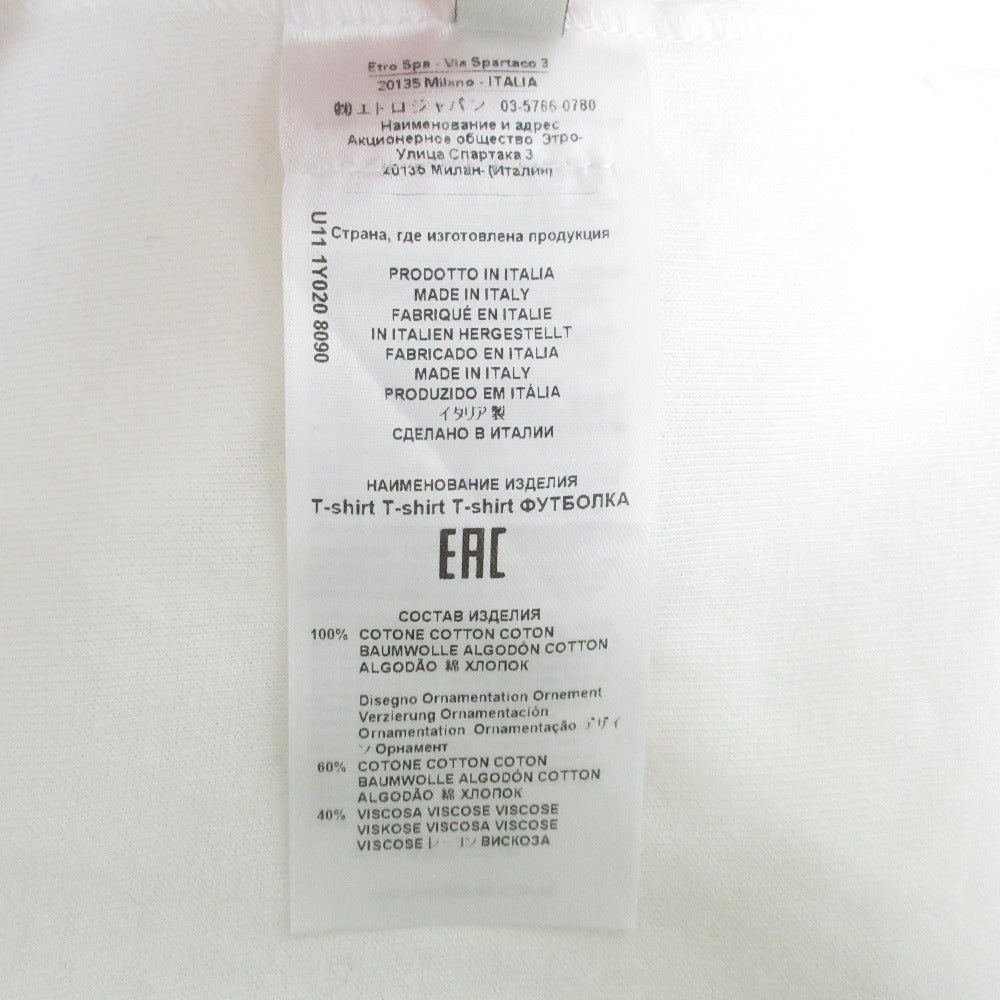 Etro Spa - Via Spartaco 3
20135 Milano - ITALIA
㈱エトロジャパン 03-5766-0780
Наименование и адрес
Акционерное общество Этро-
Улица Спартака 3
20135 Милан- (Италия)
U11 1Y020 8090
Страна, где изготовлена продукция
PRODOTTO IN ITALIA
MADE IN ITALY
FABRIQUÉ EN ITALIE
IN ITALIEN HERGESTELLT
FABRICADO EN ITALIA
MADE IN ITALY
PRODUZIDO EM ITÁLIA
イタリア製
СДЕЛАНО В ИТАЛИИ
НАИМЕНОВАНИЕ ИЗДЕЛИЯ
T-shirt T-shirt T-shirt ФУТБОЛКА
EAC
СОСТАВ ИЗДЕЛИЯ
100% COTONE COTTON COTON
BAUMWOLLE ALGODÓN COTTON
ALGODÃO 綿 ХЛОПОК
Disegno Ornamentation Ornement
Verzierung Ornamentación
Ornamentation Ornamentação デザイ
ン Орнамент
60% COTONE COTTON COTON
BAUMWOLLE ALGODÓN COTTON
ALGODÃO 綿 ХЛОПОК
40% VISCOSA VISCOSE VISCOSE
VISKOSE VISCOSA VISCOSE
VISCOSE ВИСКОЗА